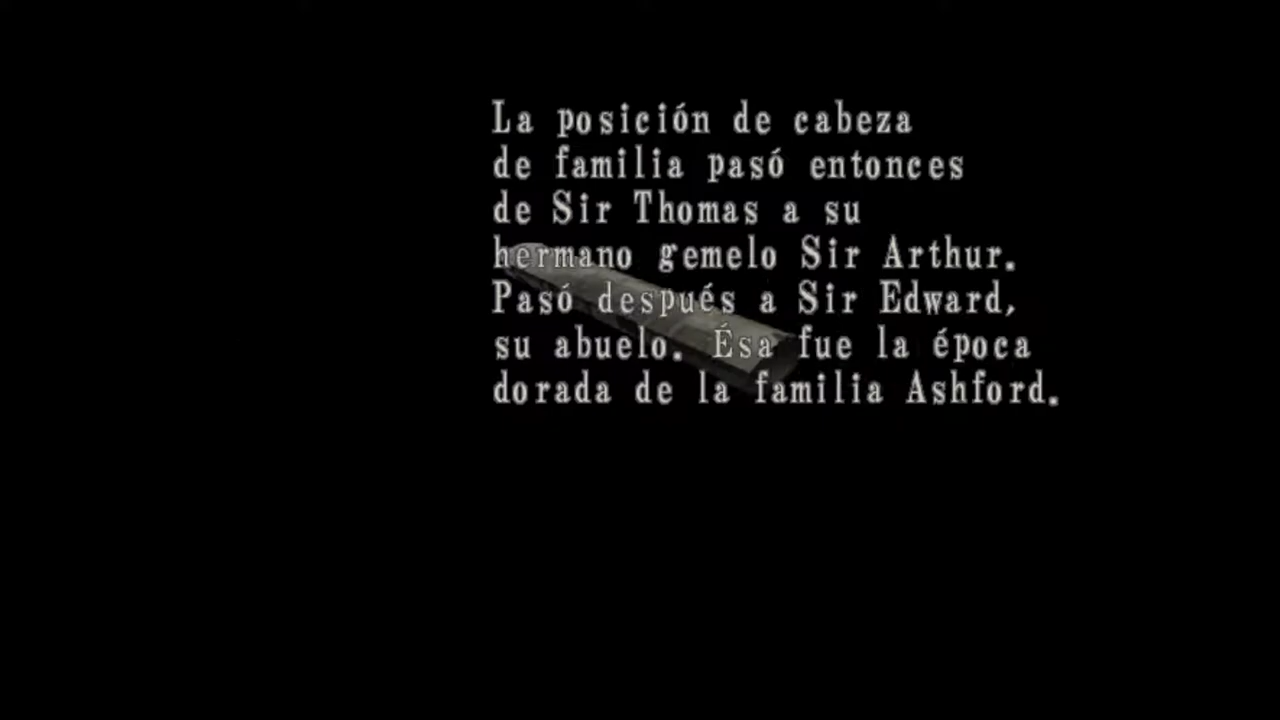 La posición de cabeza
de familia pasó entonces
de Sir Thomas a su
hermano gemelo Sir Arthur.
Pasó después a Sir Edward,
su abuelo. Ésa fue la época
dorada de la familia Ashford.